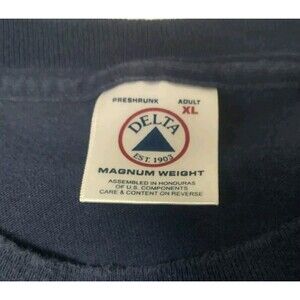 PRESHRUNK ADULT
XL
DELTA
EST. 1903
MAGNUM WEIGHT
ASSEMBLED IN HONDURAS
OF U.S. COMPONENTS
CARE & CONTENT ON REVERSE